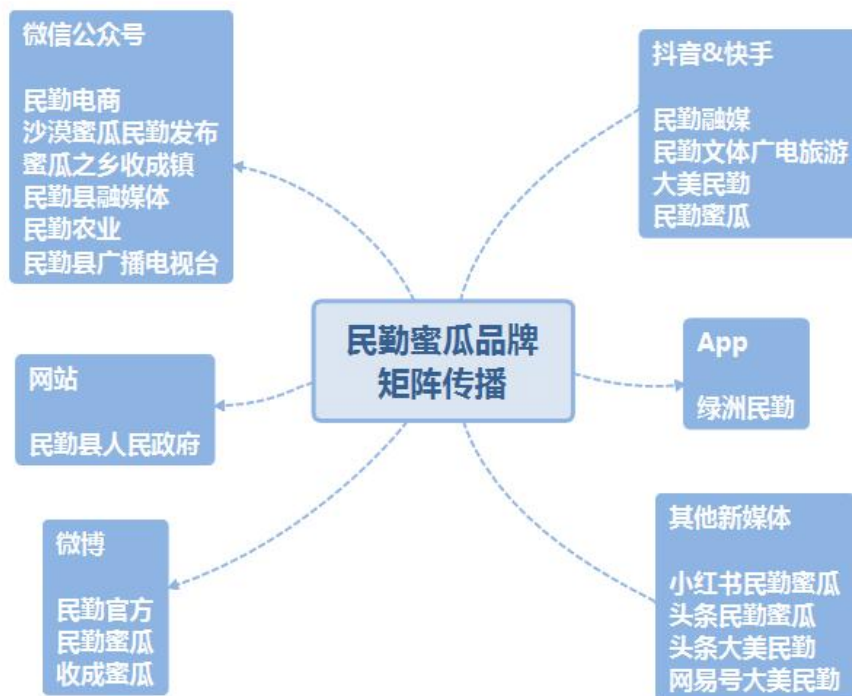 微信公众号
民勤电商
沙漠蜜瓜民勤发布
蜜瓜之乡收成镇
民勤县融媒体
民勤农业
民勤县广播电视台
抖音&快手
民勤融媒
民勤文体广电旅游
大美民勤
民勤蜜瓜
民勤蜜瓜品牌
矩阵传播
网站
民勤县人民政府
App
绿洲民勤
微博
民勤官方
民勤蜜瓜
收成蜜瓜
其他新媒体
小红书民勤蜜瓜
头条民勤蜜瓜
头条大美民勤
网易号大美民勤